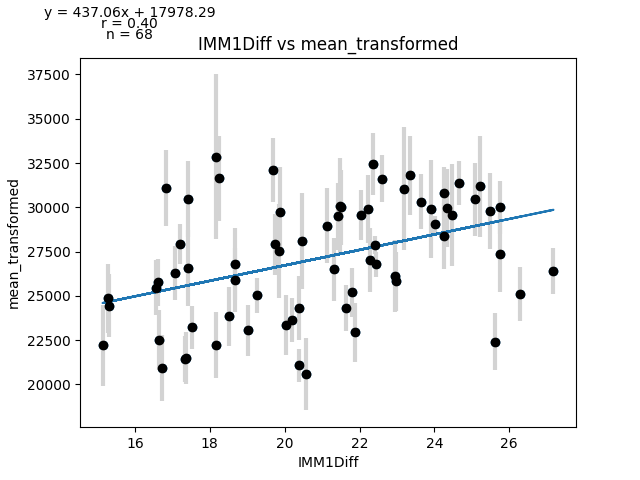 y = 437.06x + 17978.29
r = 0.40
n = 68
IMM1Diff vs mean_transformed
37500
35000
32500
30000
27500
25000
22500
20000
mean_transformed
16 18 20 22 24 26
IMM1Diff